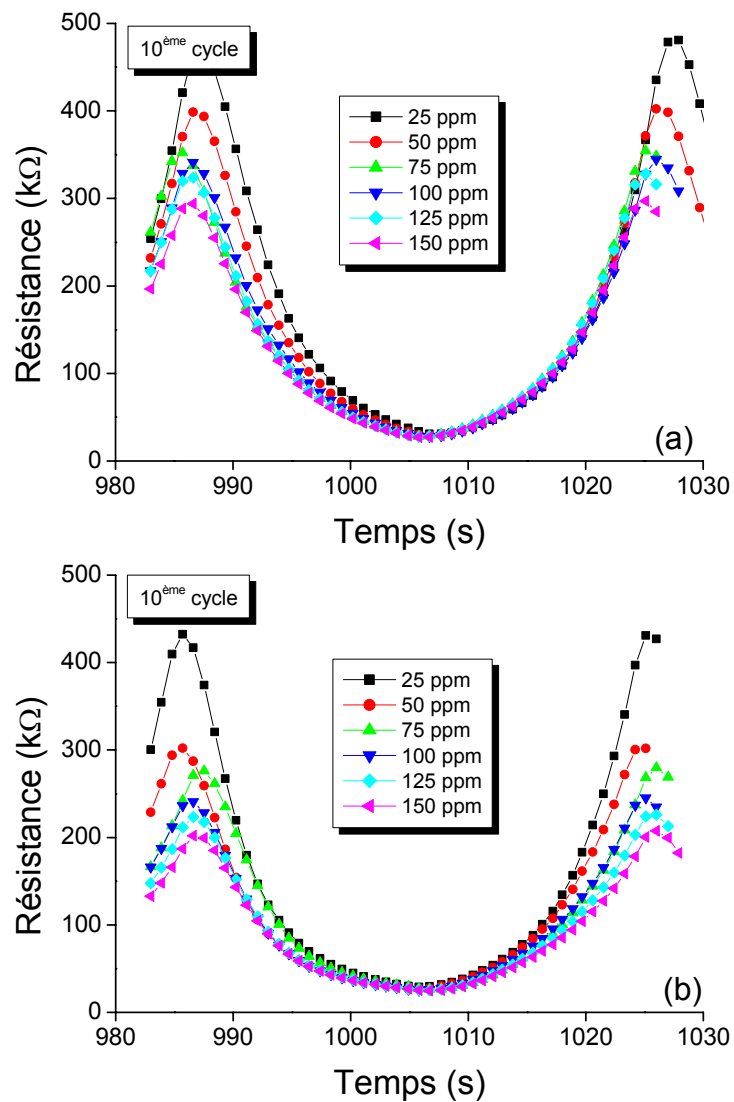 500
400
300
200
100
0
Résistance (kΩ)
10ème cycle
25 ppm
50 ppm
75 ppm
100 ppm
125 ppm
150 ppm
(a)
980 990 1000 1010 1020 1030
Temps (s)
500
400
300
200
100
0
Résistance (kΩ)
10ème cycle
25 ppm
50 ppm
75 ppm
100 ppm
125 ppm
150 ppm
(b)
980 990 1000 1010 1020 1030
Temps (s)